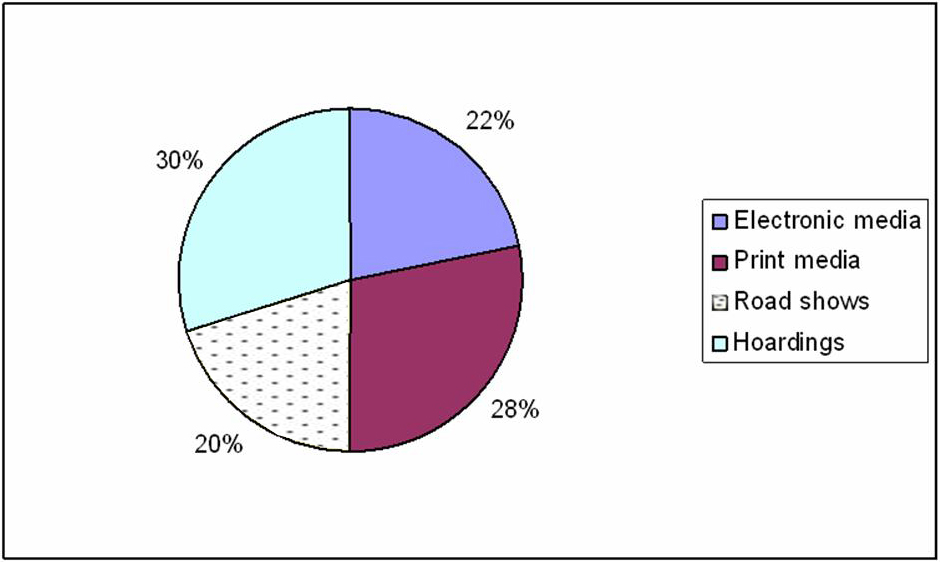 22%
30%
28%
20%
Electronic media
Print media
Road shows
Hoardings